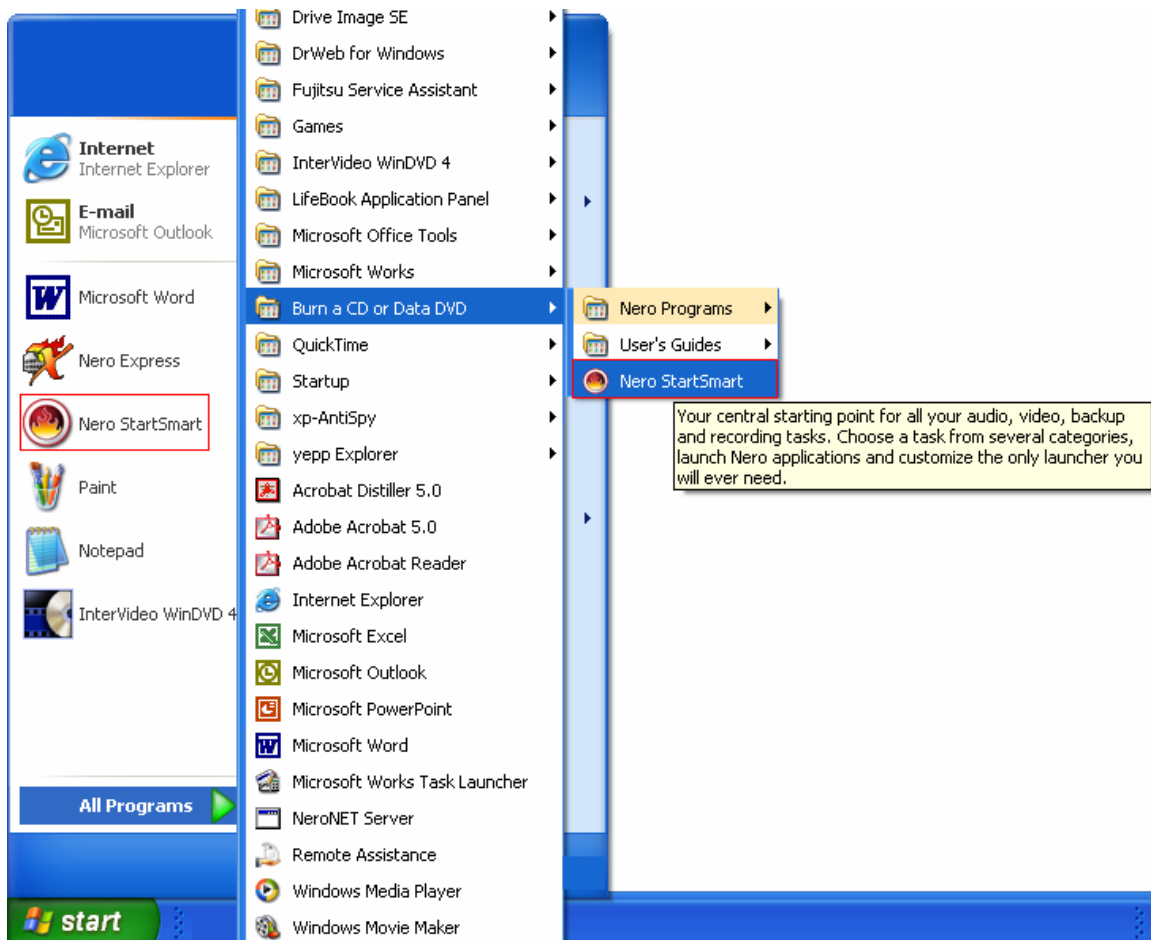 Internet
Internet Explorer
E-mail
Microsoft Outlook
Microsoft Word
Nero Express
Nero StartSmart
Paint
Notepad
InterVideo WinDVD 4
All Programs
start
Drive Image SE
DrWeb for Windows
Fujitsu Service Assistant
Games
InterVideo WinDVD 4
LifeBook Application Panel
Microsoft Office Tools
Microsoft Works
Burn a CD or Data DVD
QuickTime
Startup
xp-AntiSpy
yepp Explorer
Acrobat Distiller 5.0
Adobe Acrobat 5.0
Adobe Acrobat Reader
Internet Explorer
Microsoft Excel
Microsoft Outlook
Microsoft PowerPoint
Microsoft Word
Microsoft Works Task Launcher
NeroNET Server
Remote Assistance
Windows Media Player
Windows Movie Maker
Nero Programs
User's Guides
Nero StartSmart
Your central starting point for all your audio, video, backup
and recording tasks. Choose a task from several categories,
launch Nero applications and customize the only launcher you
will ever need.